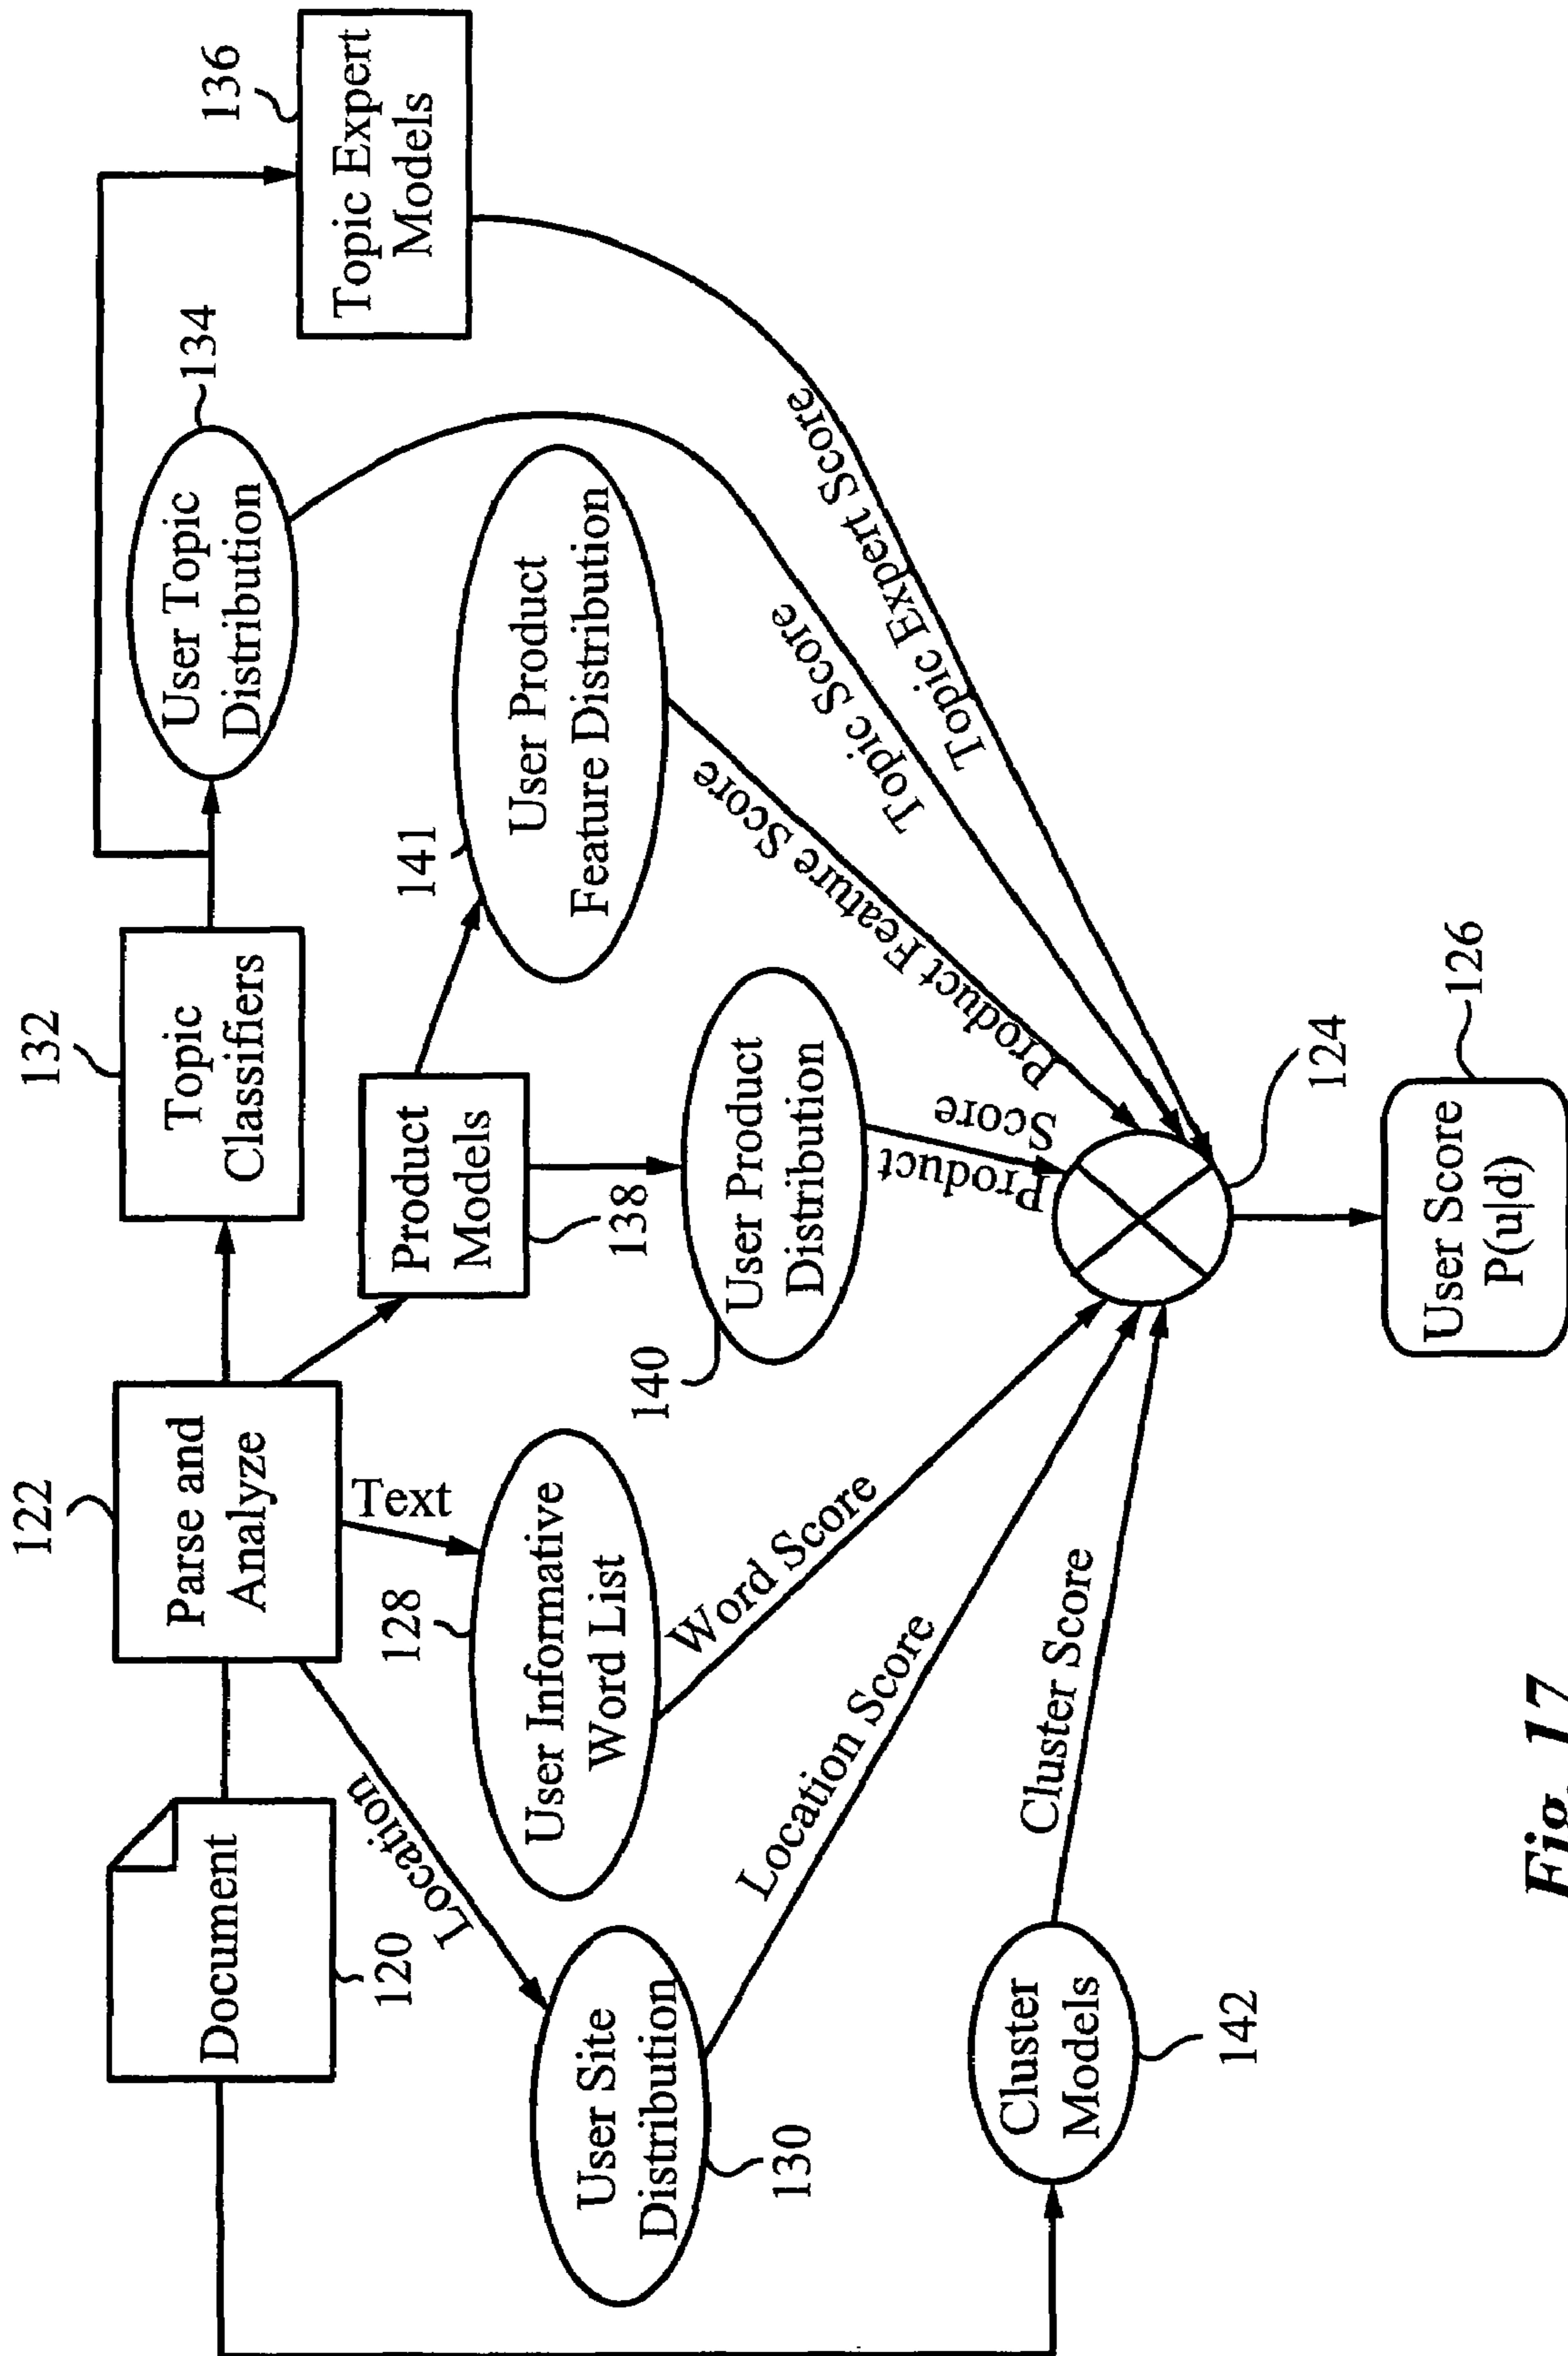 122
132
136
Document
Parse and
Analyze
Topic
Classifiers
User Topic
Distribution
134
Topic Expert
Models
120
Location
Text
128
138
141
Product
Models
User Site
Distribution
130
User Informative
Word List
140
User Product
Distribution
User Product
Feature Distribution
Location Score
Word Score
Product
Score
Product Feature Score
Topic Score
Topic Expert Score
Cluster
Models
142
Cluster Score
124
User Score
P(u|d)
126
Fig. 17